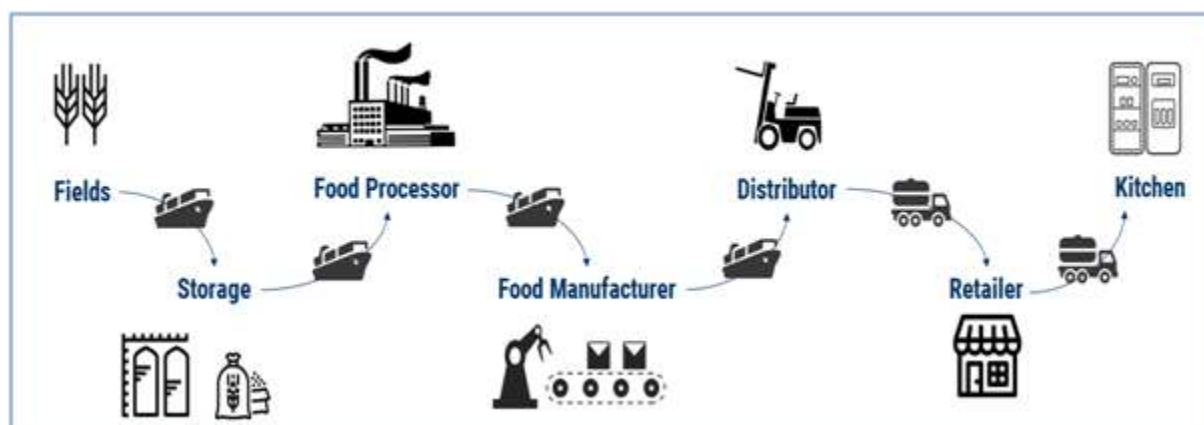 Fields
Food Processor
Distributor
Kitchen
Storage
Food Manufacturer
Retailer